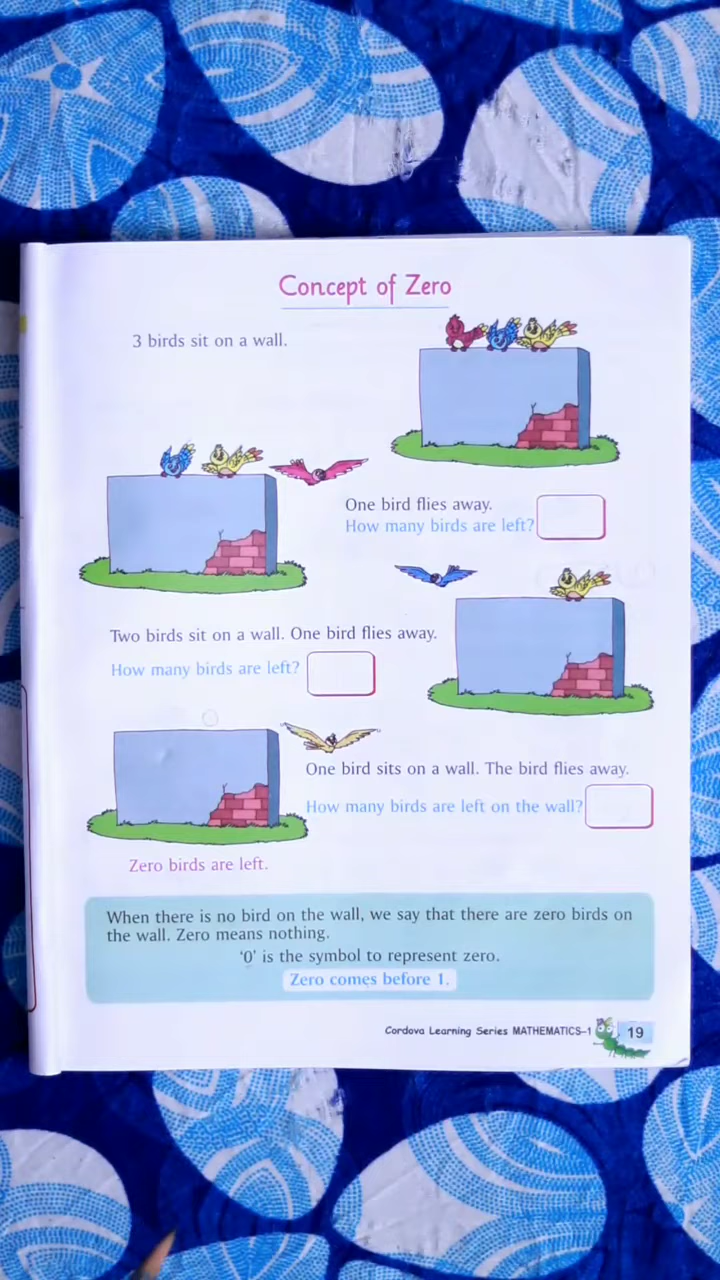 Concept of Zero
3 birds sit on a wall.
One bird flies away.
How many birds are left?
Two birds sit on a wall. One bird flies away.
How many birds are left?
One bird sits on a wall. The bird flies away.
How many birds are left on the wall?
Zero birds are left.
When there is no bird on the wall, we say that there are zero birds on
the wall. Zero means nothing.
‘0’ is the symbol to represent zero.
Zero comes before 1.
Cordova Learning Series MATHEMATICS–1
19